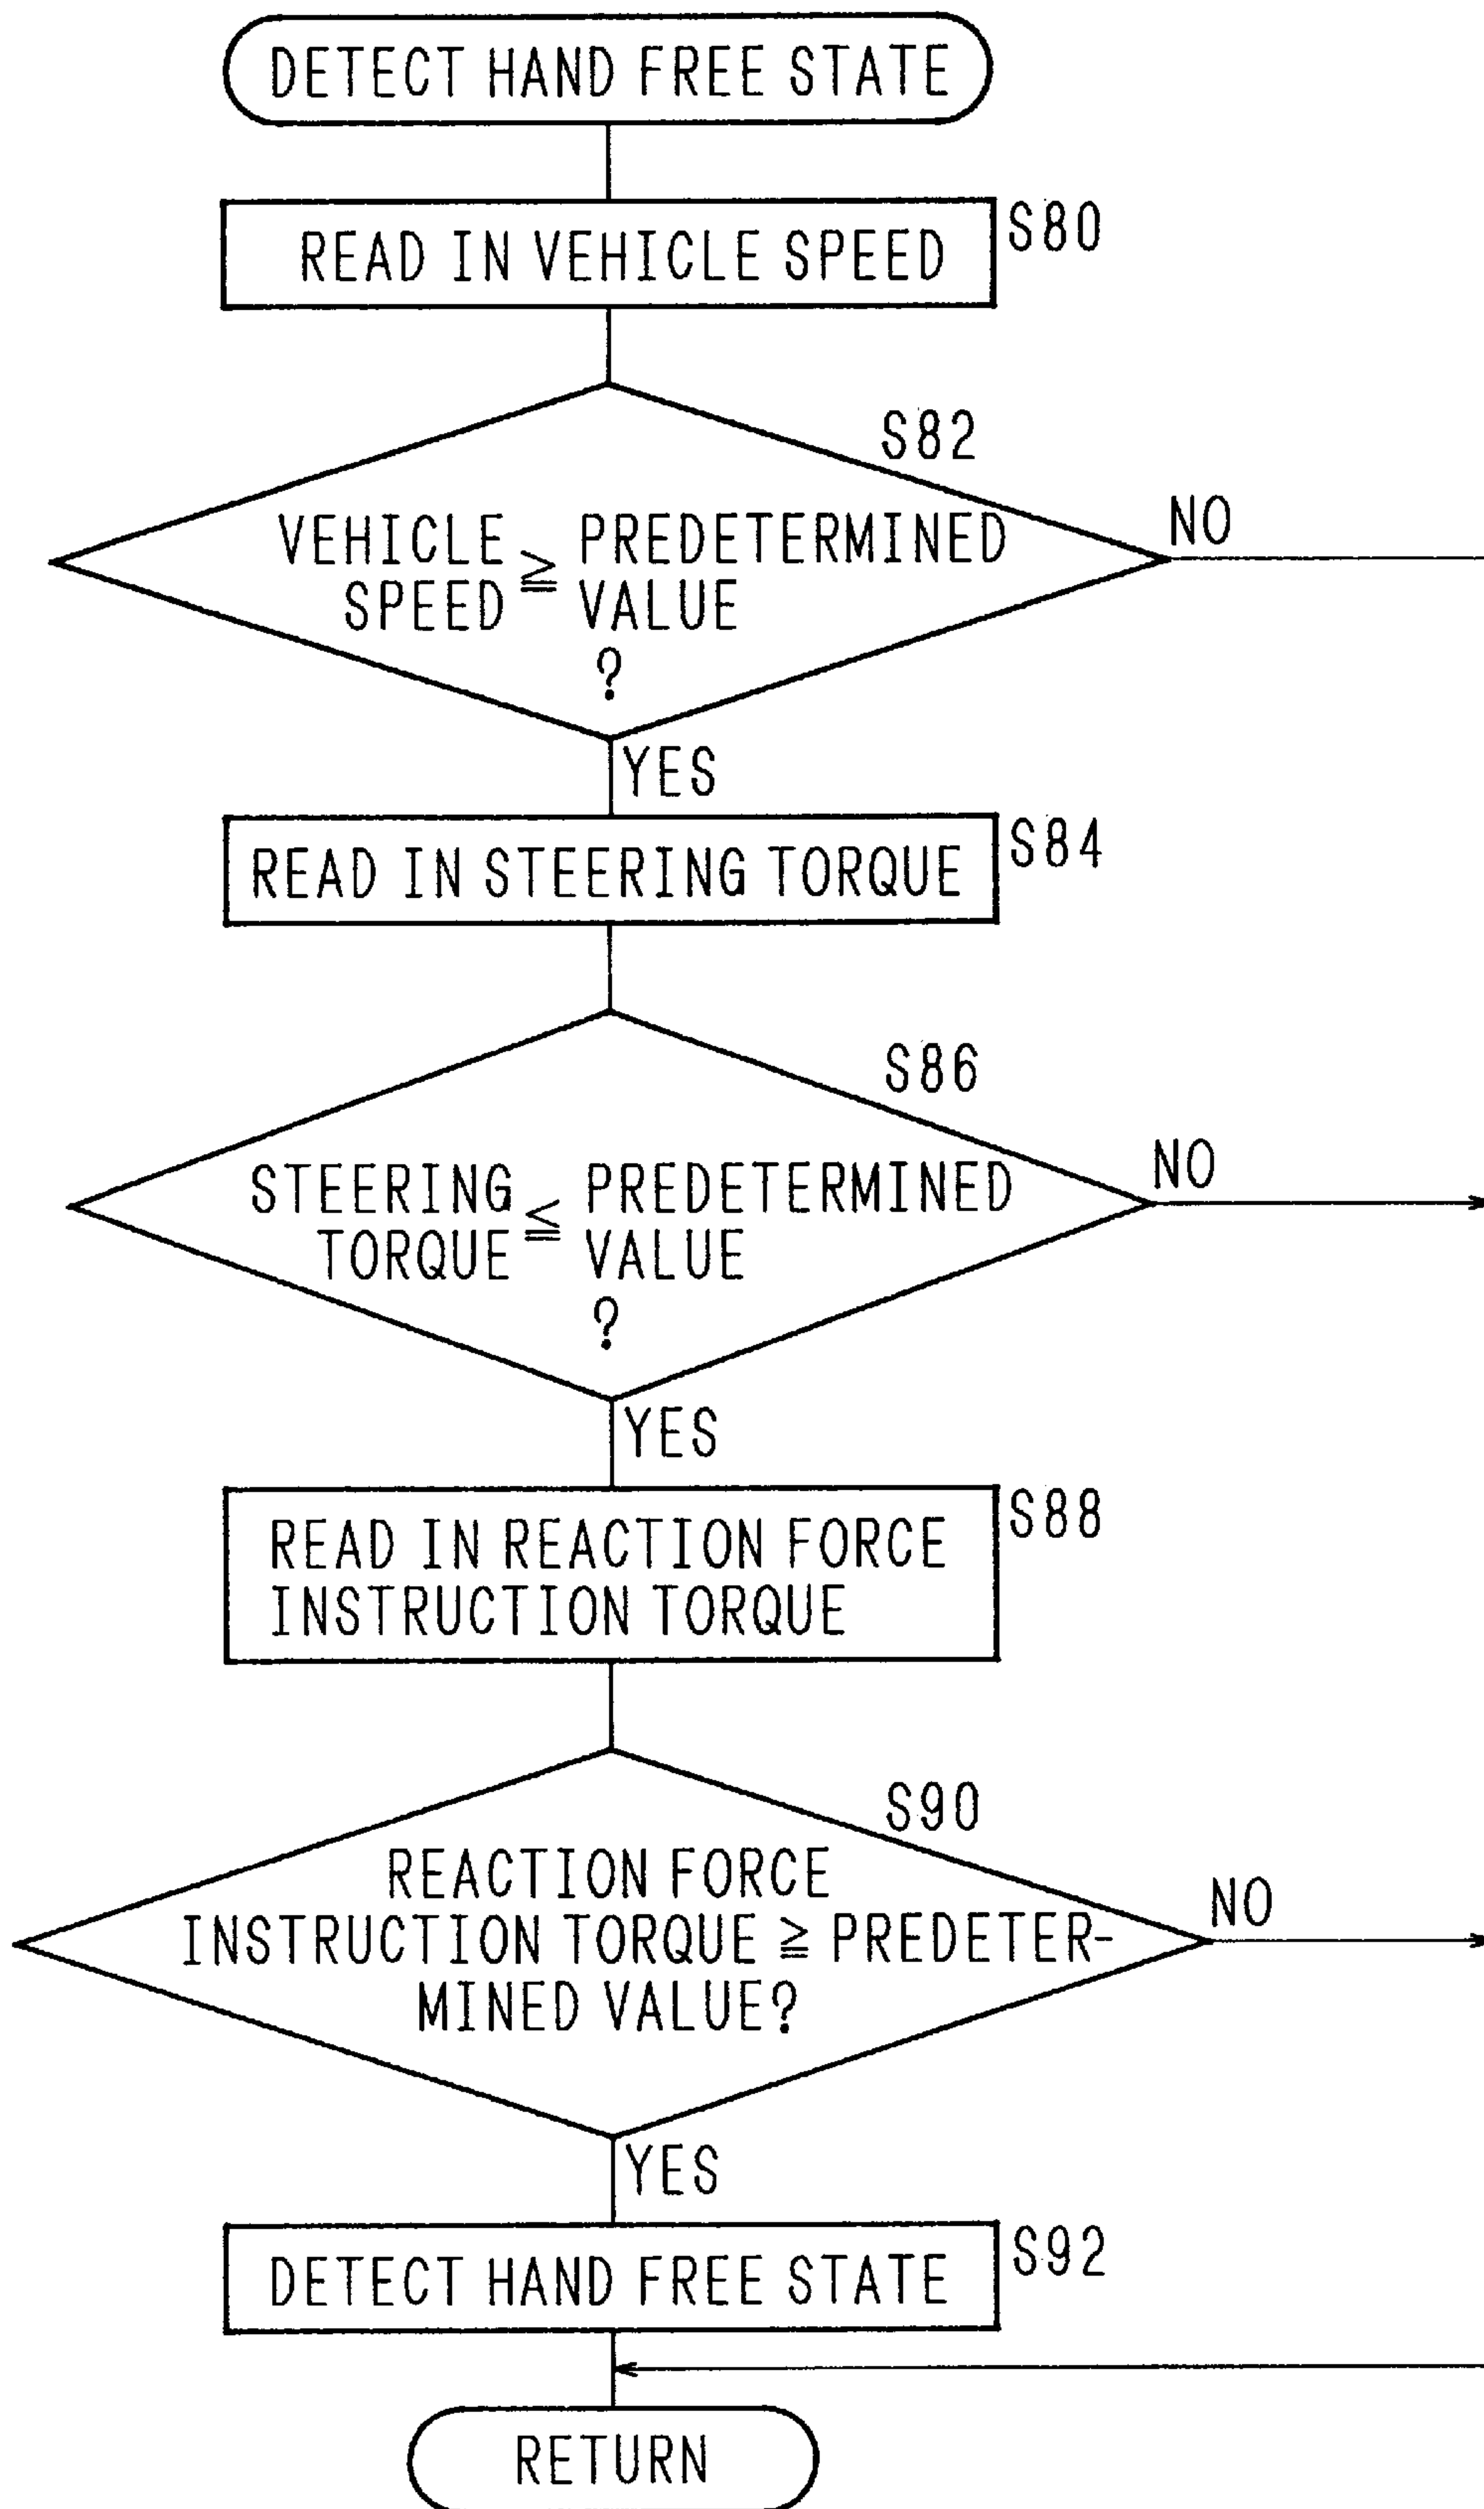 DETECT HAND FREE STATE
READ IN VEHICLE SPEED
S80
S82
VEHICLE SPEED ≧ PREDETERMINED VALUE
?
NO
YES
READ IN STEERING TORQUE
S84
S86
STEERING TORQUE ≦ PREDETERMINED VALUE
?
NO
YES
READ IN REACTION FORCE
INSTRUCTION TORQUE
S88
S90
REACTION FORCE
INSTRUCTION TORQUE ≧ PREDETER-
MINED VALUE?
NO
YES
DETECT HAND FREE STATE
S92
RETURN